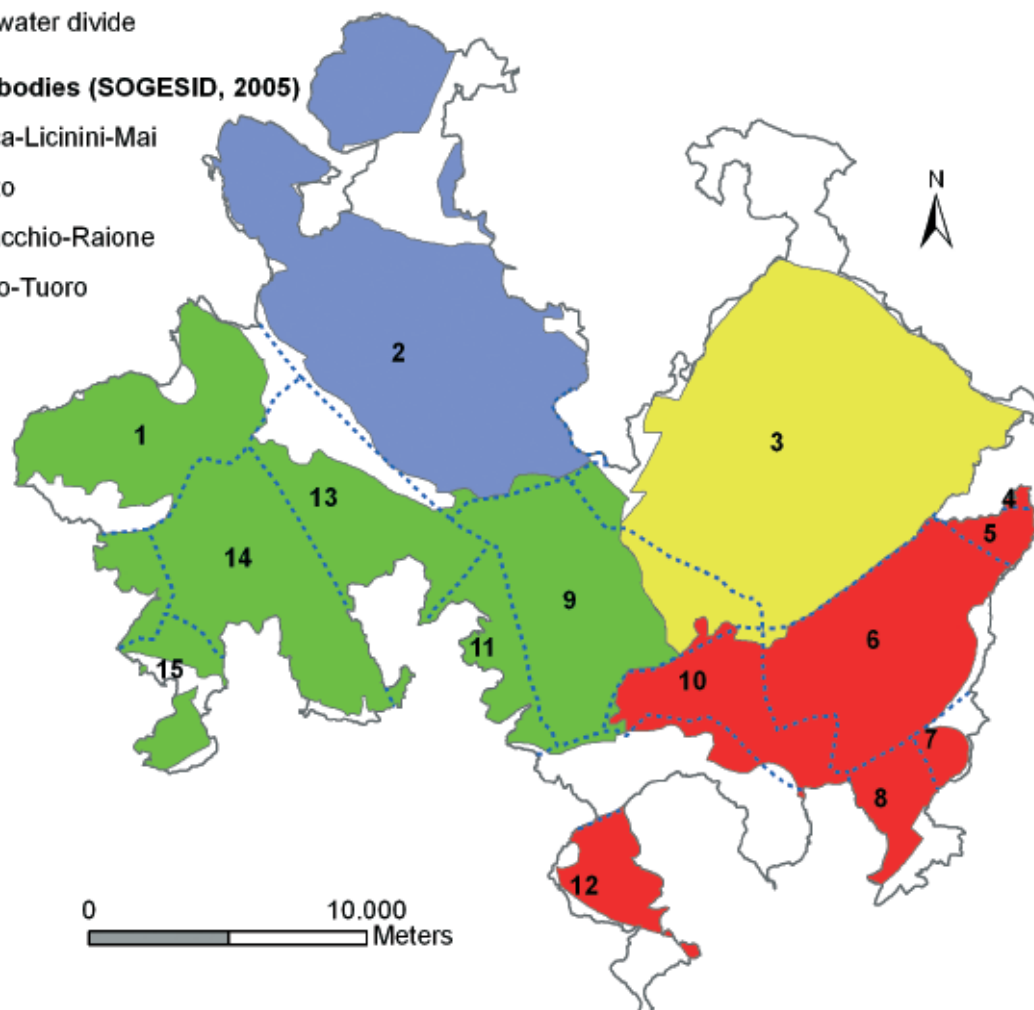 water divide
bodies (SOGESID, 2005)
a-Licinini-Mai
o
cchio-Raione
o-Tuoro
N
2
1
3
13
4
5
14
9
6
11
15
10
7
8
12
0 10.000
Meters